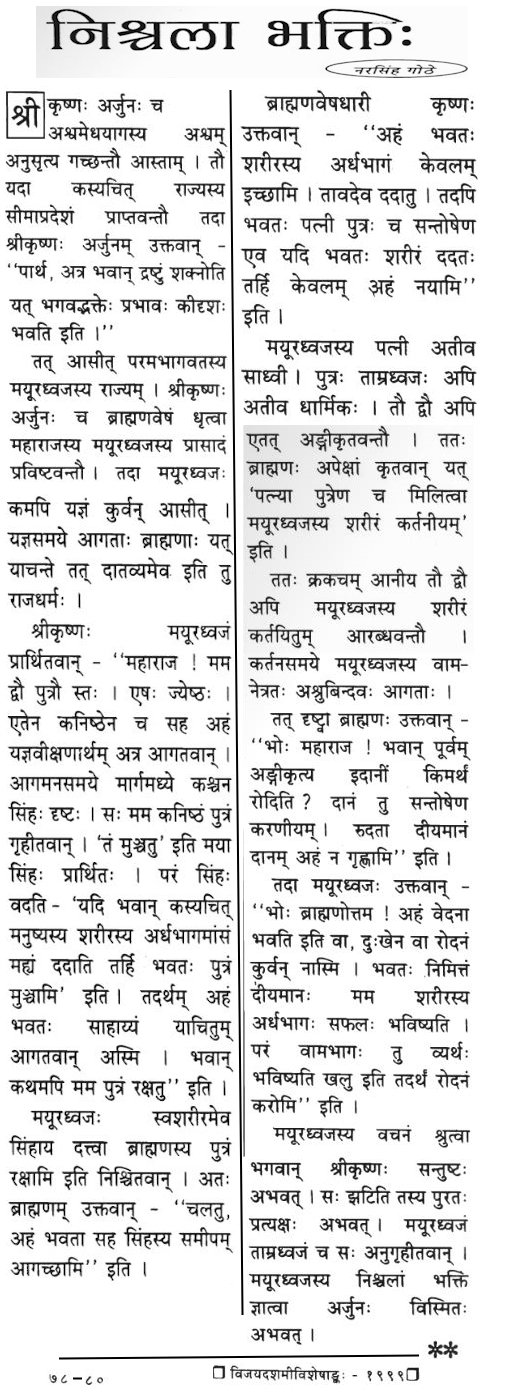 निश्चला भक्तिः
नरसिंह गोठे
श्रीकृष्णः अर्जुनः च
अश्वमेधयागस्य अश्वम्
अनुसृत्य गच्छन्तौ आस्ताम् । तौ
यदा कस्यचित् राज्यस्य
सीमाप्रदेशं प्राप्तवन्तौ तदा
श्रीकृष्णः अर्जुनम् उक्तवान् -
‘‘पार्थ, अत्र भवान् द्रष्टुं शक्नोति
यत् भगवद्भक्तेः प्रभावः कीदृशः
भवति इति ।’’
तत् आसीत् परमभागवतस्य
मयूरध्वजस्य राज्यम् । श्रीकृष्णः
अर्जुनः च ब्राह्मणवेषं धृत्वा
महाराजस्य मयूरध्वजस्य प्रासादं
प्रविष्टवन्तौ । तदा मयूरध्वजः
कमपि यज्ञं कुर्वन् आसीत् ।
यज्ञसमये आगताः ब्राह्मणाः यत्
याचन्ते तत् दातव्यमेव इति तु
राजधर्मः ।
श्रीकृष्णः मयूरध्वजं
प्रार्थितवान् - ‘‘महाराज ! मम
द्वौ पुत्रौ स्तः । एषः ज्येष्ठः ।
एतेन कनिष्ठेन च सह अहं
यज्ञवीक्षणार्थम् अत्र आगतवान् ।
आगमनसमये मार्गमध्ये कश्चन
सिंहः दृष्टः । सः मम कनिष्ठं पुत्रं
गृहीतवान् । ‘तं मुञ्चतु’ इति मया
सिंहः प्रार्थितः । परं सिंहः
वदति - ‘यदि भवान् कस्यचित्
मनुष्यस्य शरीरस्य अर्धभागमांसं
मह्यं ददाति तर्हि भवतः पुत्रं
मुञ्चामि’ इति । तदर्थम् अहं
भवतः साहाय्यं याचितुम्
आगतवान् अस्मि । भवान्
कथमपि मम पुत्रं रक्षतु’’ इति ।
मयूरध्वजः स्वशरीरमेव
सिंहाय दत्त्वा ब्राह्मणस्य पुत्रं
रक्षामि इति निश्चितवान् । अतः
ब्राह्मणम् उक्तवान् - ‘‘चलतु,
अहं भवता सह सिंहस्य समीपम्
आगच्छामि’’ इति ।
ब्राह्मणवेषधारी कृष्णः
उक्तवान् - ‘‘अहं भवतः
शरीरस्य अर्धभागं केवलम्
इच्छामि । तावदेव ददातु । तदपि
भवतः पत्नी पुत्रः च सन्तोषेण
एव यदि भवतः शरीरं ददतः
तर्हि केवलम् अहं नयामि’’
इति ।
मयूरध्वजस्य पत्नी अतीव
साध्वी । पुत्रः ताम्रध्वजः अपि
अतीव धार्मिकः । तौ द्वौ अपि
एतत् अङ्गीकृतवन्तौ । ततः
ब्राह्मणः अपेक्षां कृतवान् यत्
‘पत्न्या पुत्रेण च मिलित्वा
मयूरध्वजस्य शरीरं कर्तनीयम्’
इति ।
ततः क्रकचम् आनीय तौ द्वौ
अपि मयूरध्वजस्य शरीरं
कर्तयितुम् आरब्धवन्तौ ।
कर्तनसमये मयूरध्वजस्य वाम-
नेत्रतः अश्रुबिन्दवः आगताः ।
तत् दृष्ट्वा ब्राह्मणः उक्तवान् -
‘‘भोः महाराज ! भवान् पूर्वम्
अङ्गीकृत्य इदानीं किमर्थं
रोदिति ? दानं तु सन्तोषेण
करणीयम् । रुदता दीयमानं
दानम् अहं न गृह्णामि’’ इति ।
तदा मयूरध्वजः उक्तवान् -
‘‘भोः ब्राह्मणोत्तम ! अहं वेदना
भवति इति वा, दुःखेन वा रोदनं
कुर्वन् नास्मि । भवतः निमित्तं
दीयमानः मम शरीरस्य
अर्धभागः सफलः भविष्यति ।
परं वामभागः तु व्यर्थः
भविष्यति खलु इति तदर्थं रोदनं
करोमि’’ इति ।
मयूरध्वजस्य वचनं श्रुत्वा
भगवान् श्रीकृष्णः सन्तुष्टः
अभवत् । सः झटिति तस्य पुरतः
प्रत्यक्षः अभवत् । मयूरध्वजं
ताम्रध्वजं च सः अनुगृहीतवान् ।
मयूरध्वजस्य निश्चलां भक्तिं
ज्ञात्वा अर्जुनः विस्मितः
अभवत् ।
**
७८-८०
विजयदशमीविशेषाङ्कः - १९९९